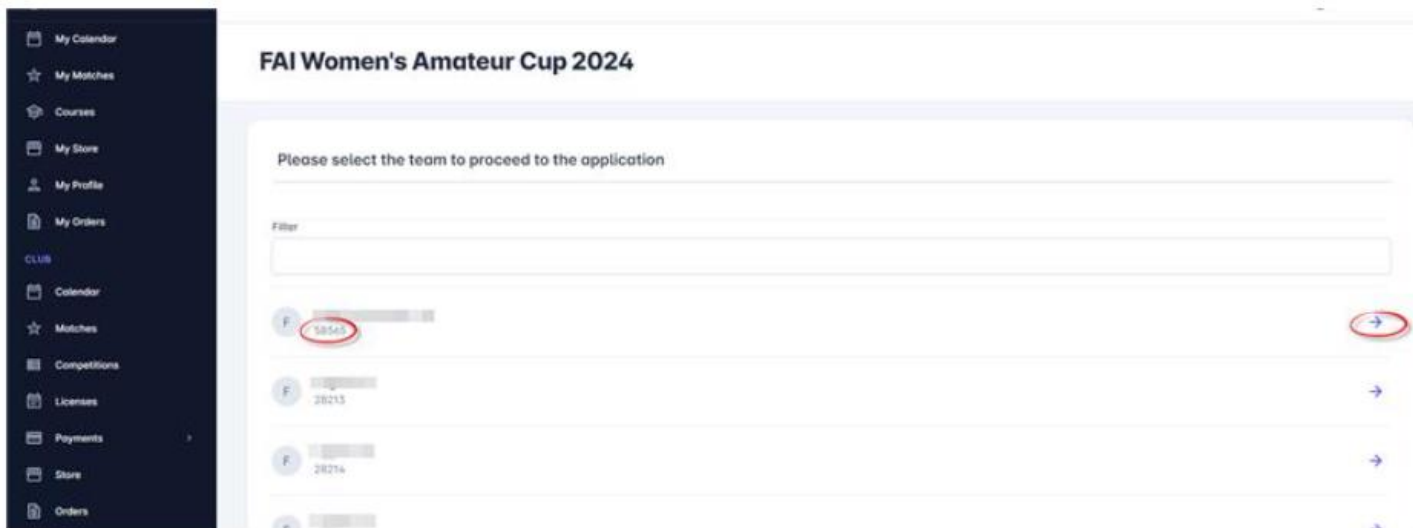 My Calendar
My Matches
Courses
My Store
My Profile
My Orders
CLUB
Calendar
Matches
Competitions
Licenses
Payments
Store
Orders
FAI Women's Amateur Cup 2024
Please select the team to proceed to the application
Filter
F
58565
F
28213
F
28214